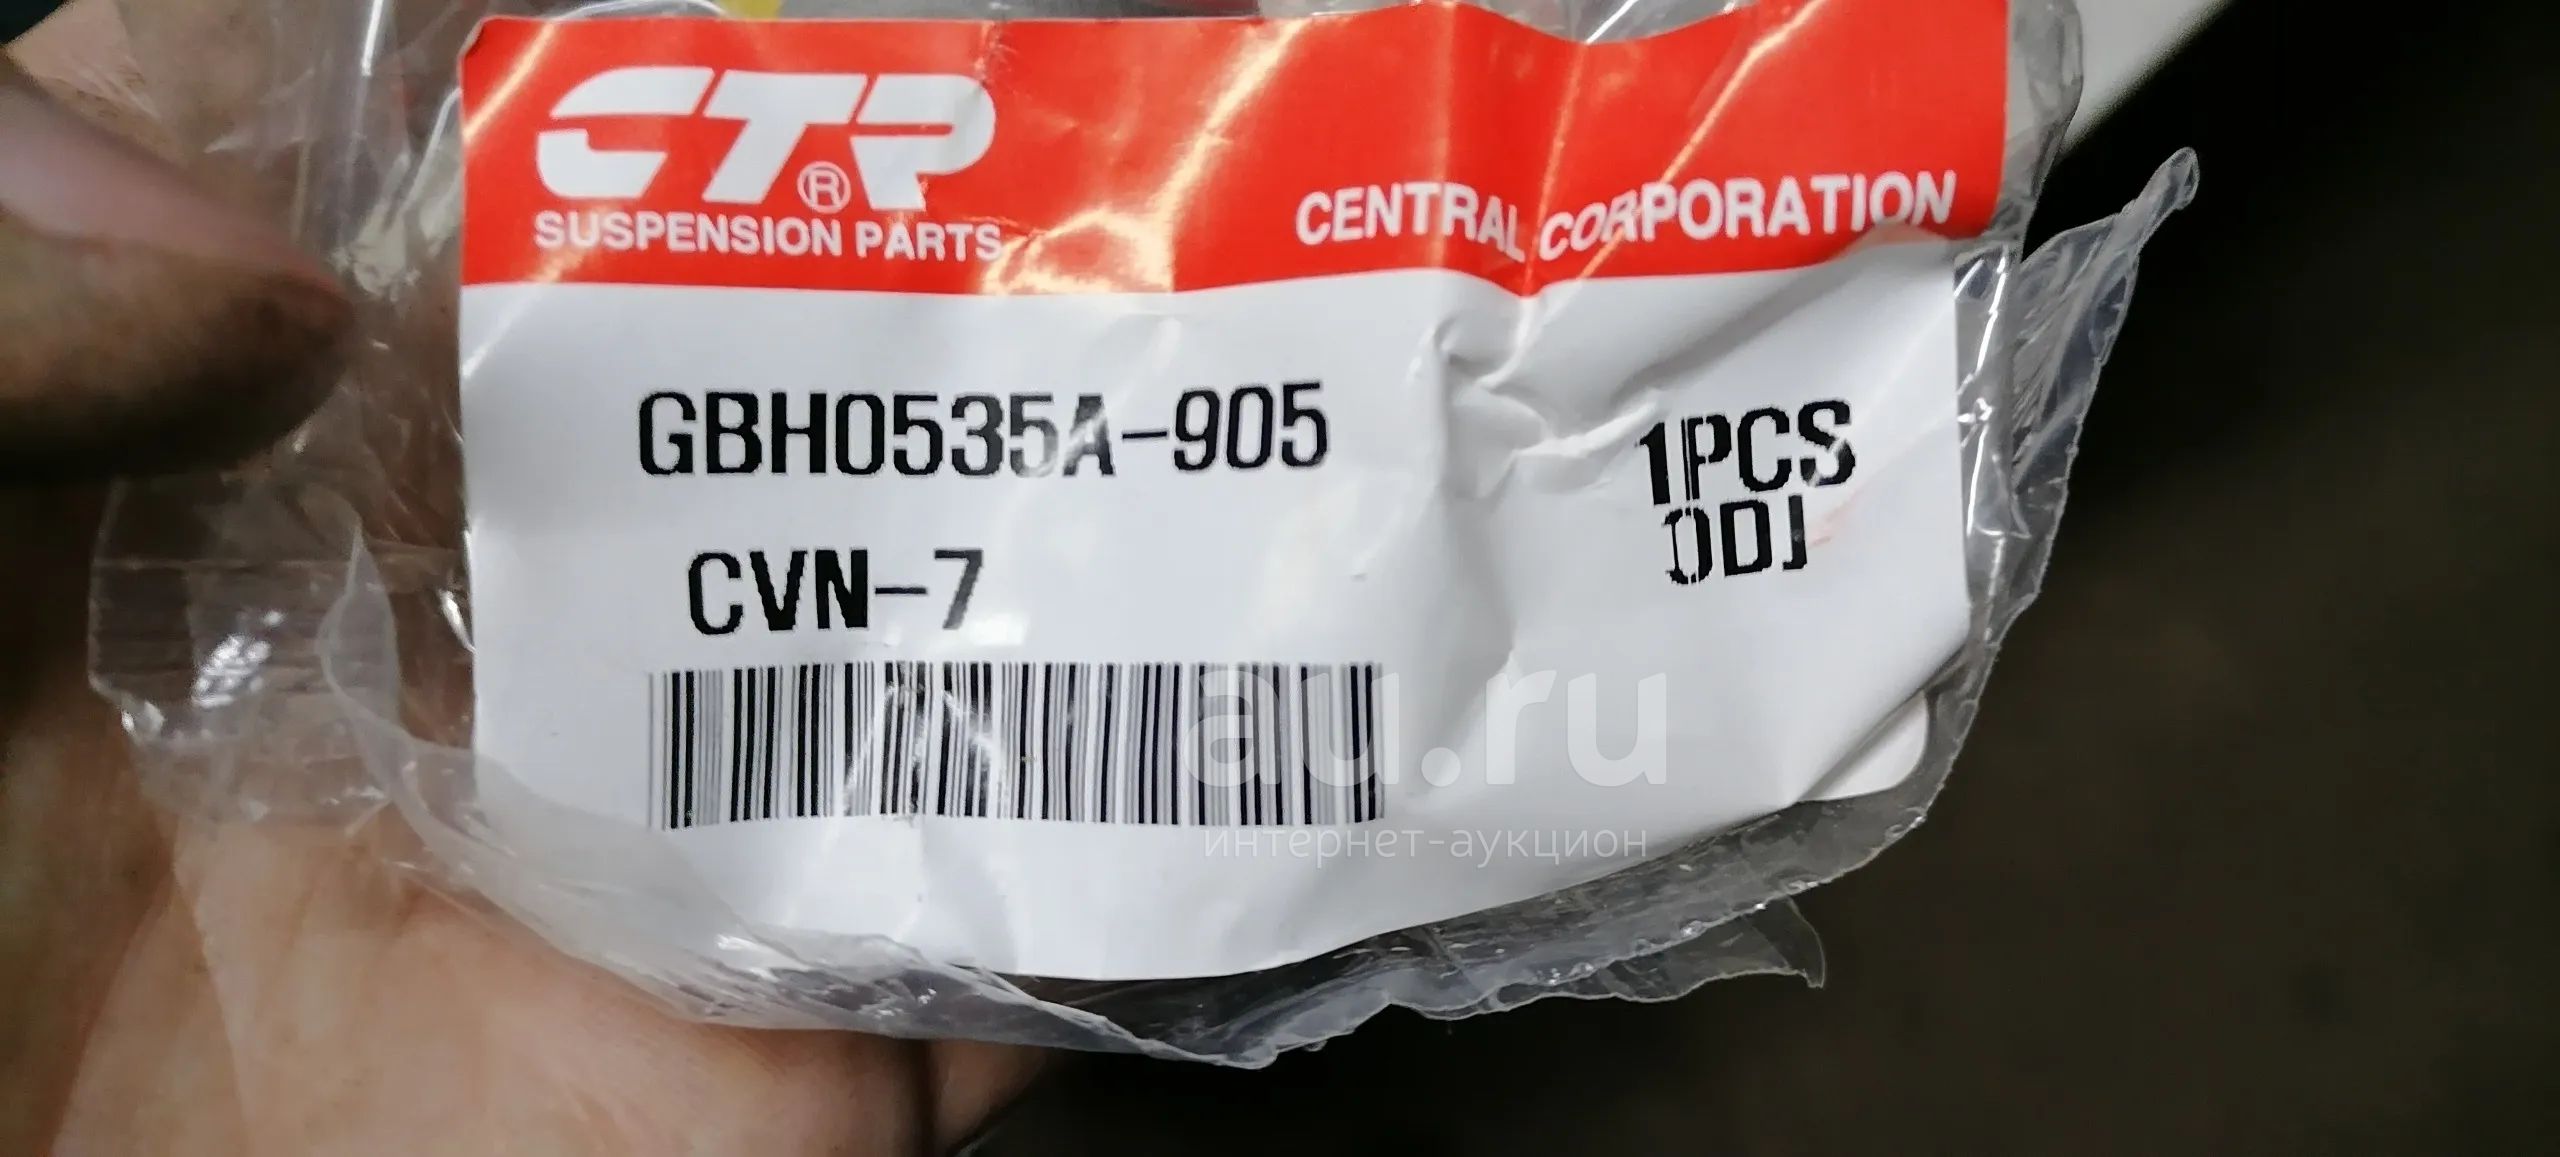 CTR®
SUSPENSION PARTS
CENTRAL CORPORATION
GBH0535A-905
1PCS
CVN-7
ODJ
au.ru
интернет-аукцион